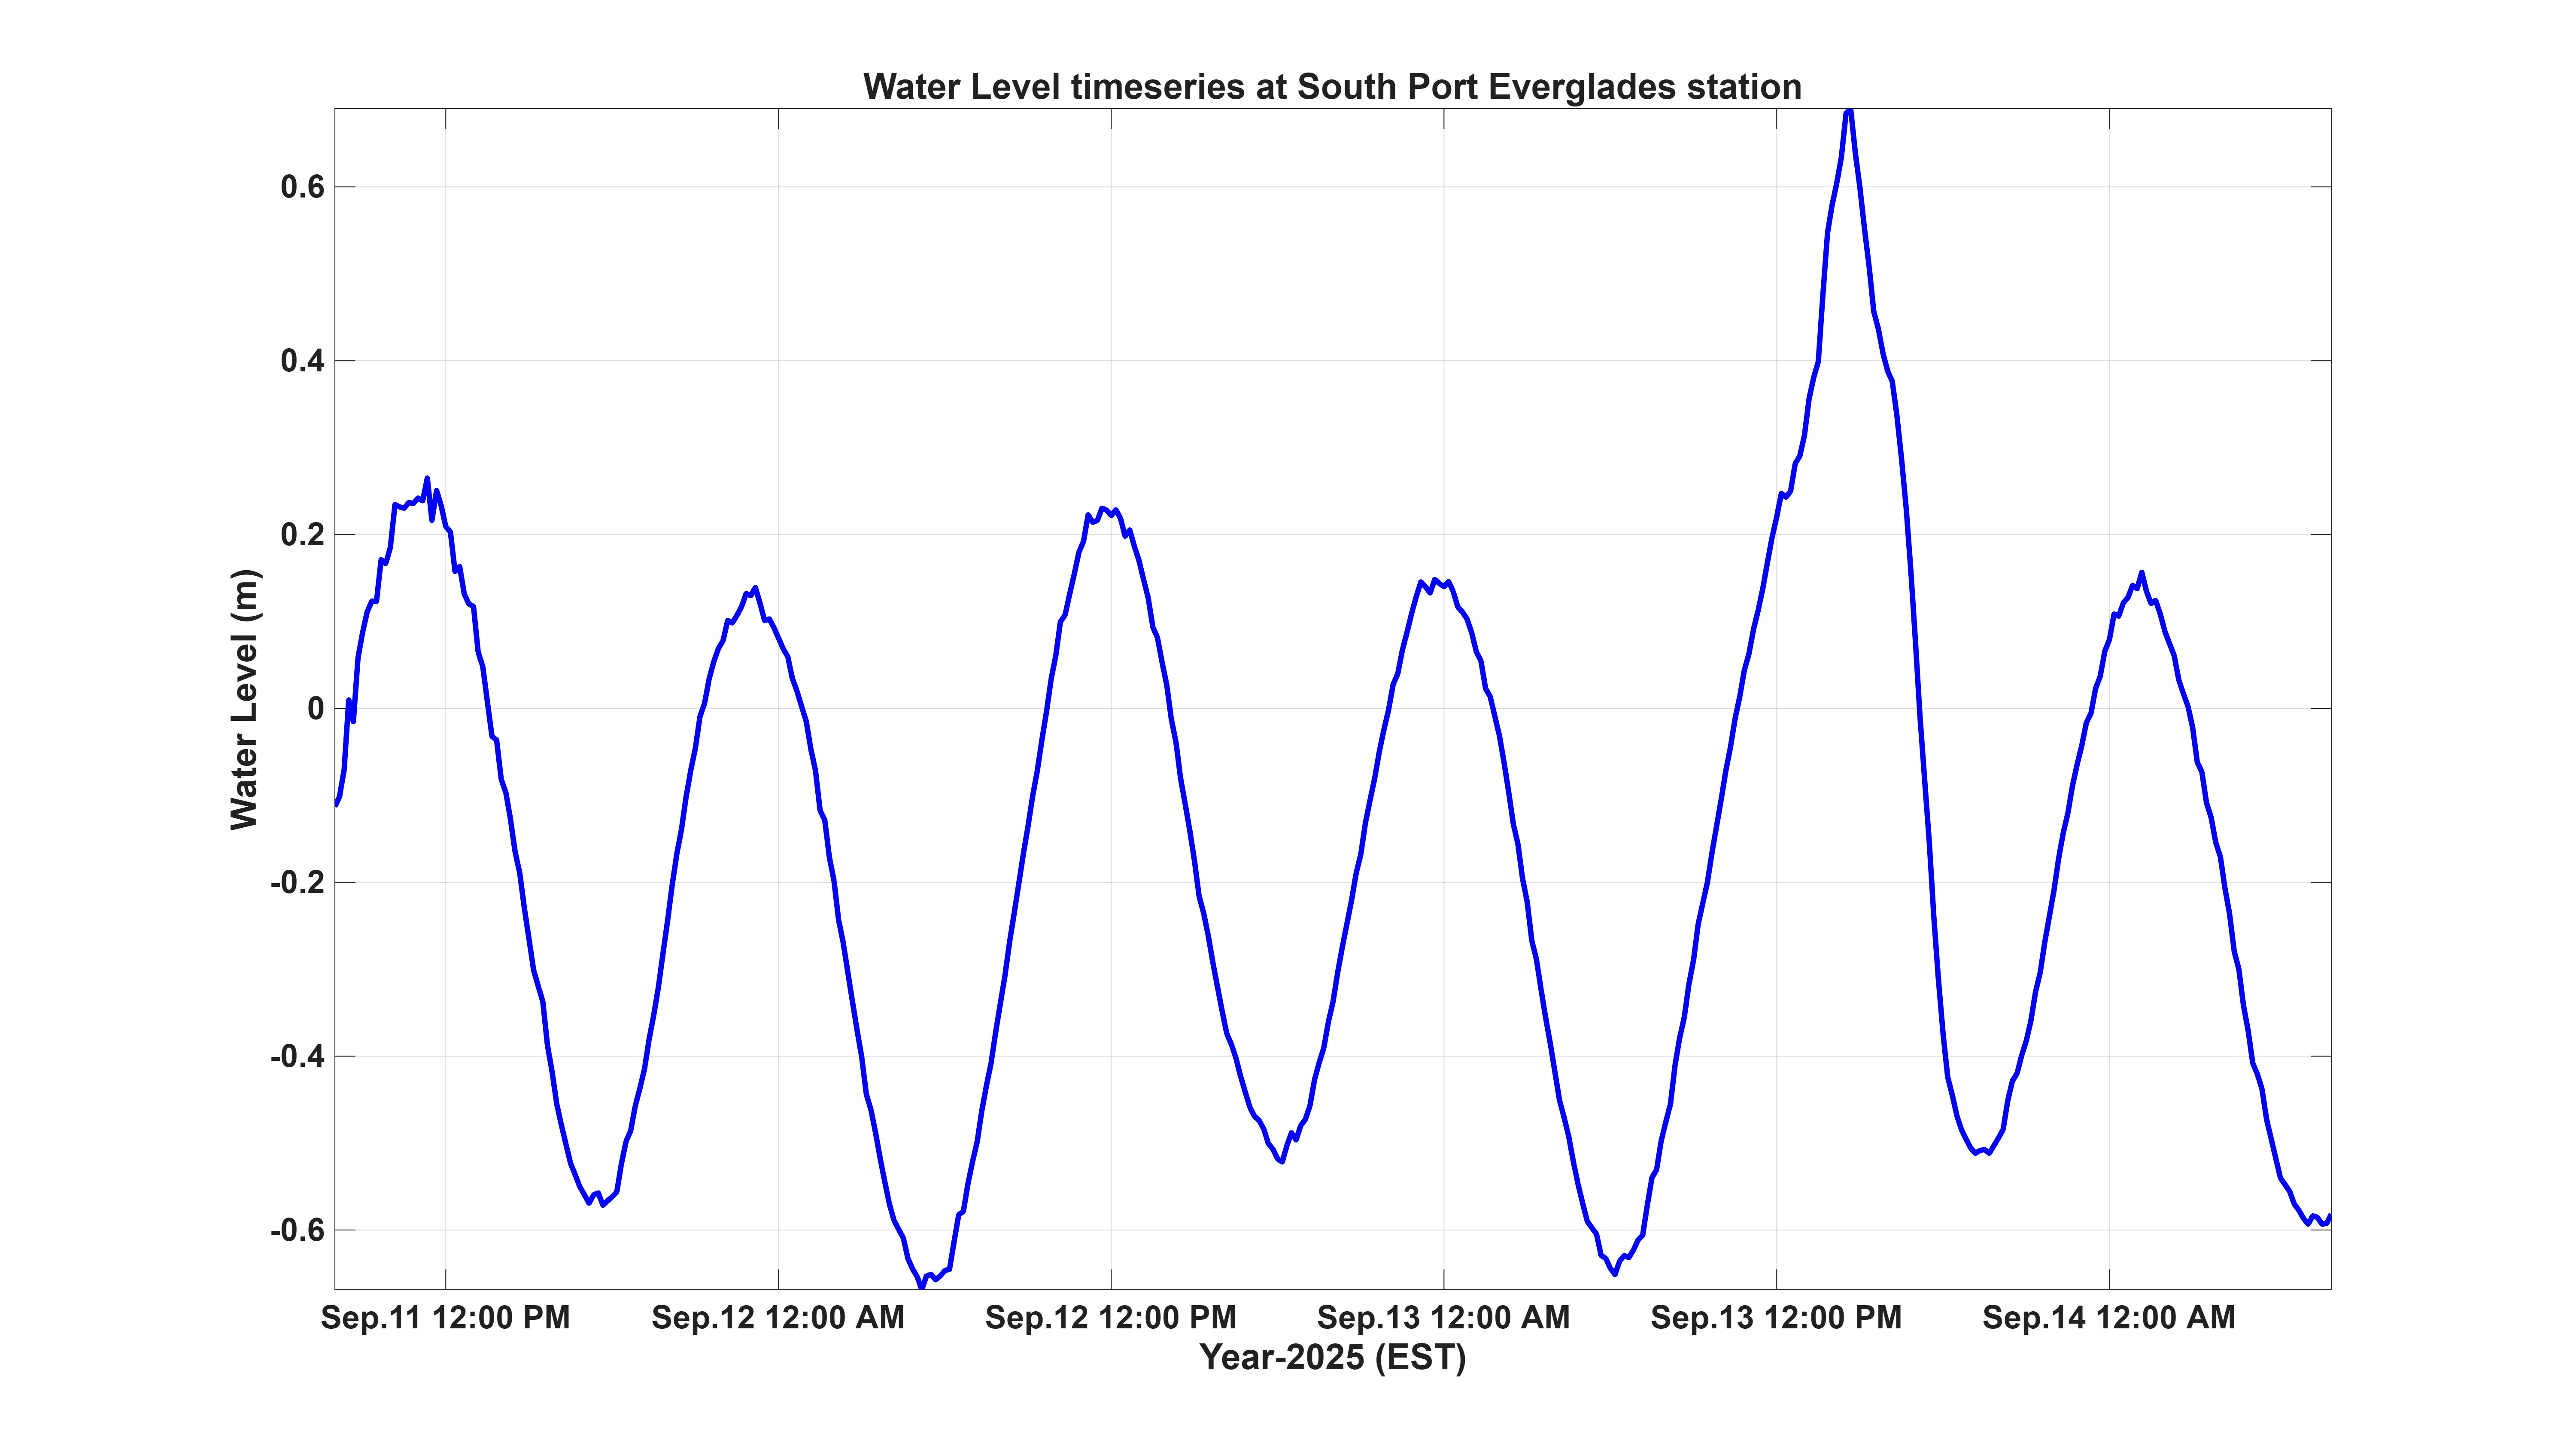 Water Level timeseries at South Port Everglades station
Water Level (m)
0.6
0.4
0.2
0
-0.2
-0.4
-0.6
Sep.11 12:00 PM Sep.12 12:00 AM Sep.12 12:00 PM Sep.13 12:00 AM Sep.13 12:00 PM Sep.14 12:00 AM
Year-2025 (EST)